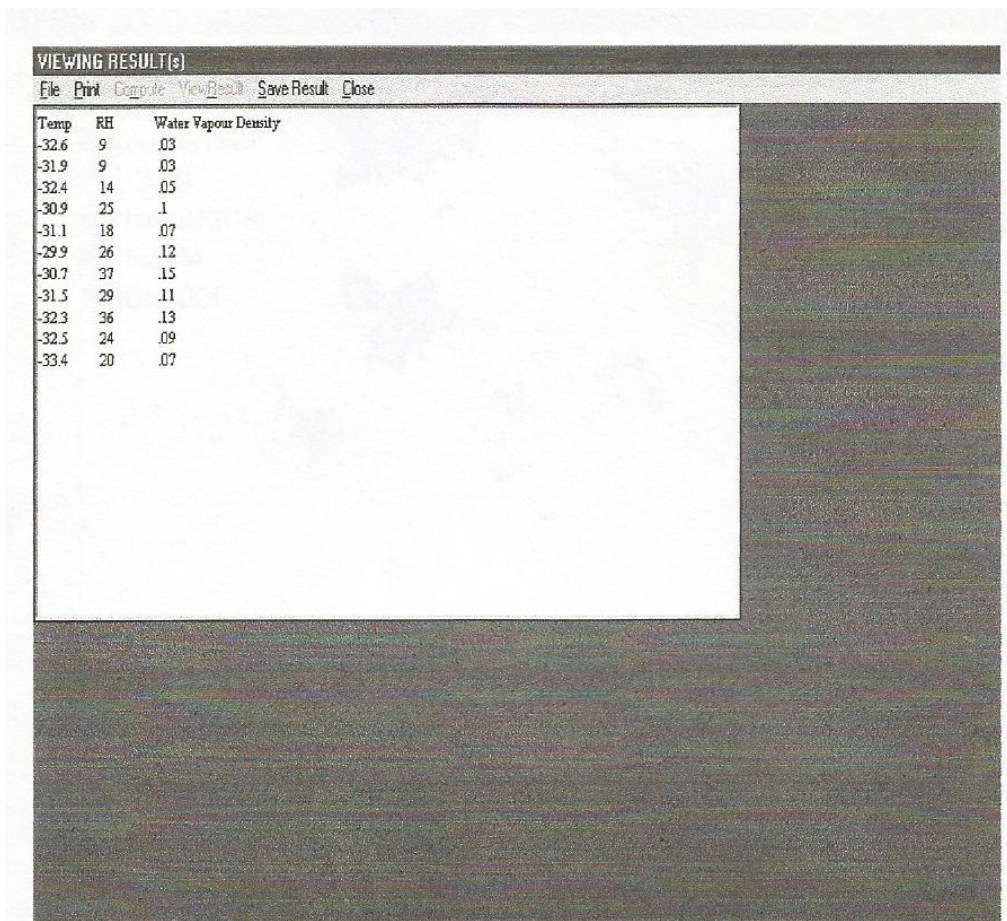 VIEWING RESULT(s)
File Print Compute ViewResult Save Result Close
Temp RH Water Vapour Density
-32.6 9 .03
-31.9 9 .03
-32.4 14 .05
-30.9 25 .1
-31.1 18 .07
-29.9 26 .12
-30.7 37 .15
-31.5 29 .11
-32.3 36 .13
-32.5 24 .09
-33.4 20 .07